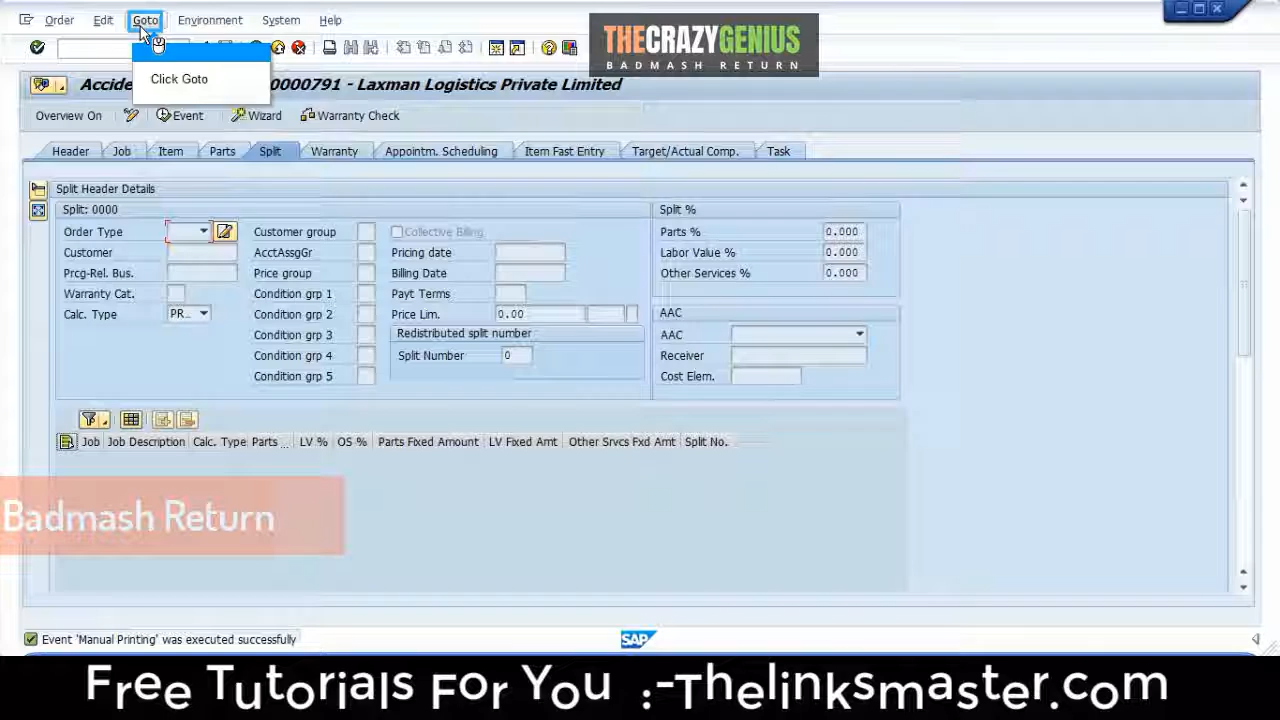 Order Edit Goto Environment System Help
THECRAZYGENIUS
BADMASH RETURN
Click Goto
Accide 0000791 - Laxman Logistics Private Limited
Overview On Event Wizard Warranty Check
Header Job Item Parts Split Warranty Appointm. Scheduling Item Fast Entry Target/Actual Comp. Task
Split Header Details
Split: 0000 Split %
Order Type Customer group Collective Billing Parts % 0.000
Customer AcctAssgGr Pricing date Labor Value % 0.000
Prcg-Rel. Bus. Price group Billing Date Other Services % 0.000
Warranty Cat. Condition grp 1 Payt Terms
Calc. Type PR.. Condition grp 2 Price Lim. 0.00 AAC
Condition grp 3 Redistributed split number AAC
Condition grp 4 Split Number 0 Receiver
Condition grp 5 Cost Elem.
Job Job Description Calc. Type Parts ... LV % OS % Parts Fixed Amount LV Fixed Amt Other Srvcs Fxd Amt Split No.
Badmash Return
Event 'Manual Printing' was executed successfully SAP
Free Tutorials For You :-Thelinksmaster.com